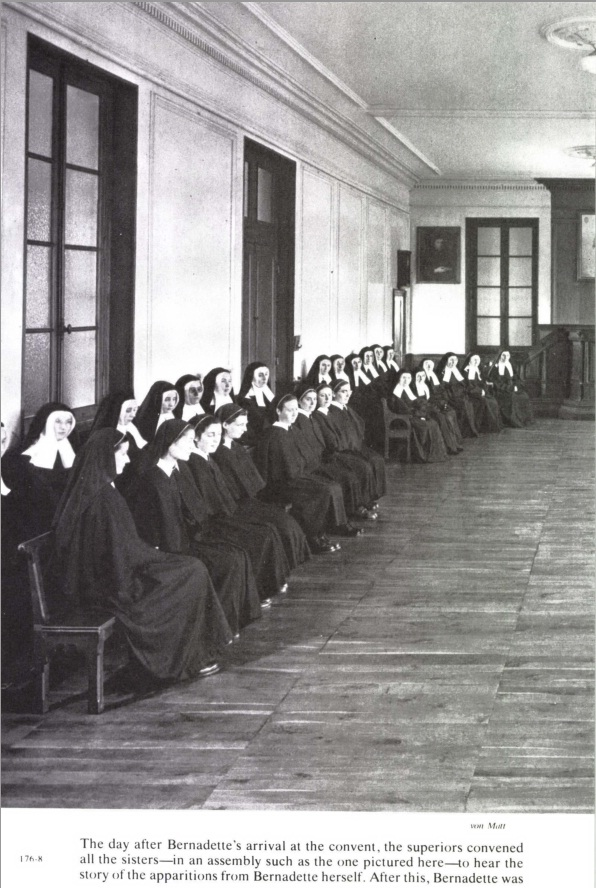 von Matt
The day after Bernadette's arrival at the convent, the superiors convened
176-8
all the sisters—in an assembly such as the one pictured here—to hear the
story of the apparitions from Bernadette herself. After this, Bernadette was